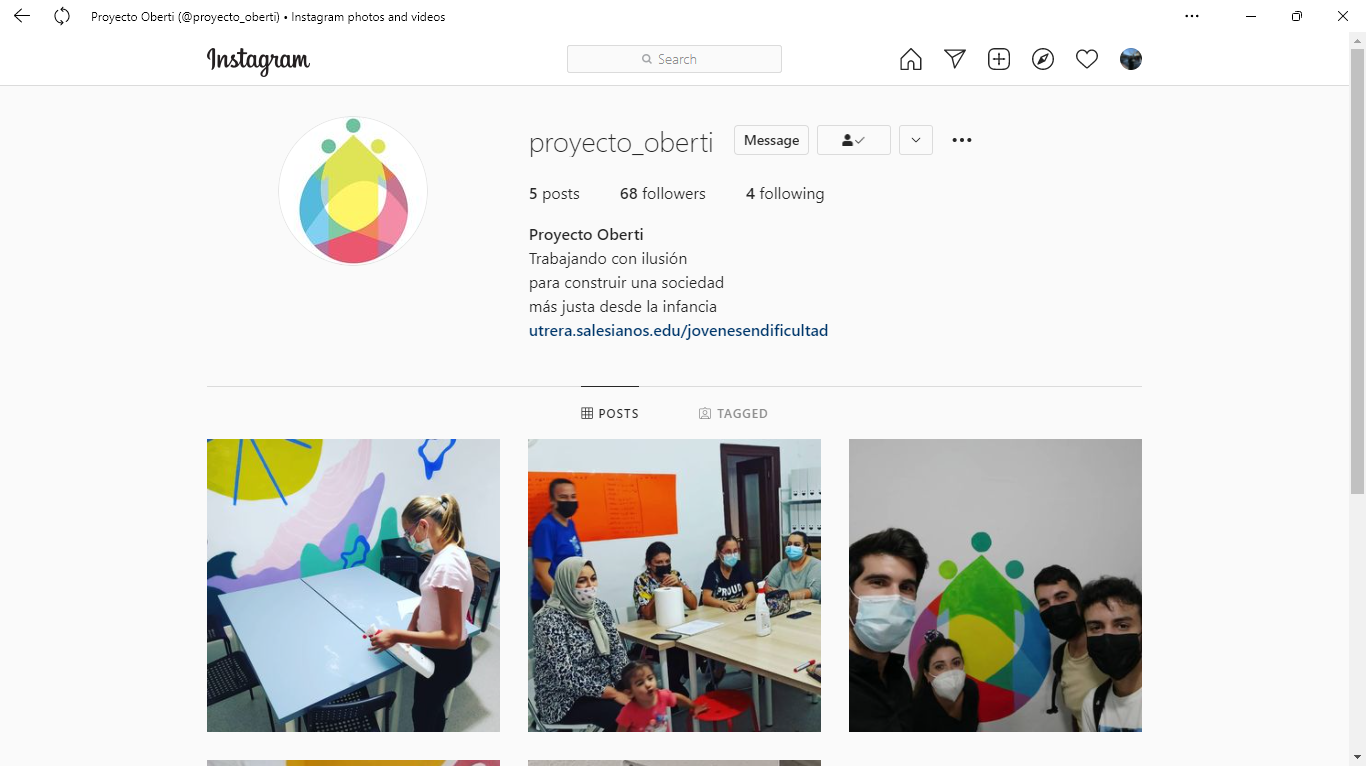 Proyecto Oberti (@proyecto_oberti) • Instagram photos and videos
Instagram
Search
proyecto_oberti
Message
5 posts 68 followers 4 following
Proyecto Oberti
Trabajando con ilusión
para construir una sociedad
más justa desde la infancia
utrera.salesianos.edu/jovenesendificultad
POSTS
TAGGED
PROUD